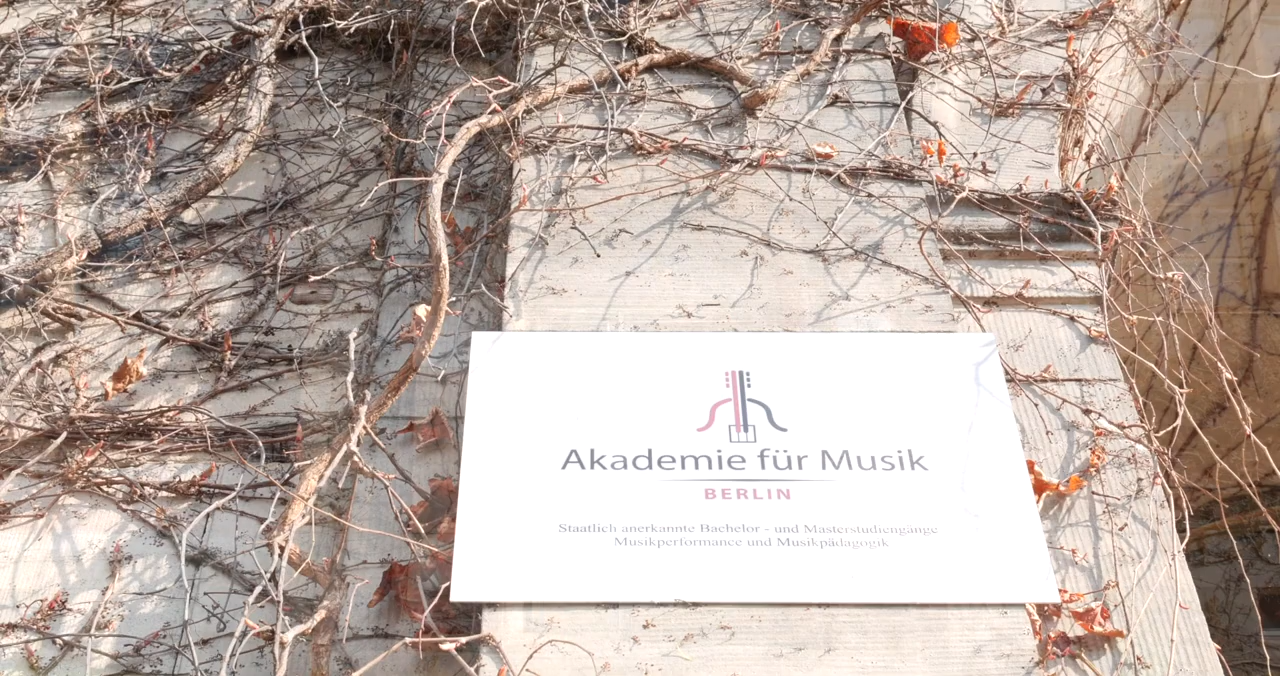 Akademie für Musik
BERLIN
Staatlich anerkannte Bachelor - und Masterstudiengänge
Musikperformance und Musikpädagogik